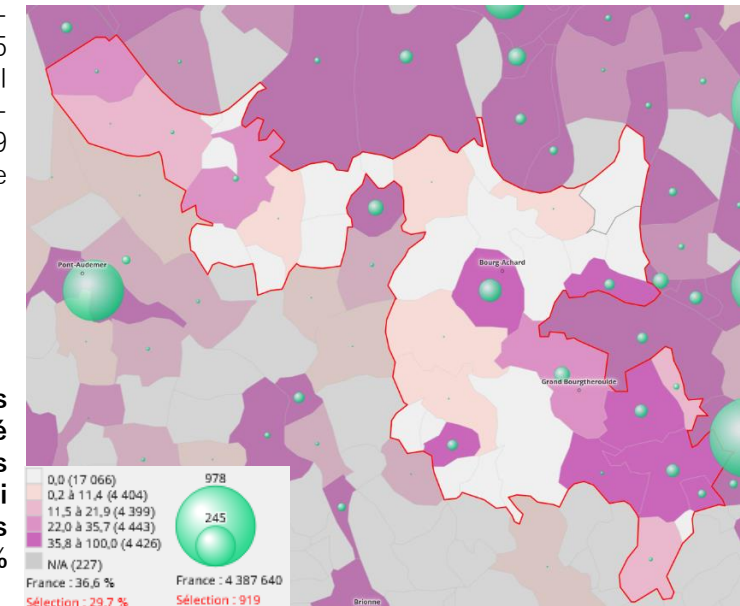 5
l
9
e
Pont-Audemer
Bourg-Achard
Grand Bourgtheroulde
Brionne
s
é
s
i
s
%
0,0 (17 066)
0,2 à 11,4 (4 404)
11,5 à 21,9 (4 399)
22,0 à 35,7 (4 443)
35,8 à 100,0 (4 426)
N/A (227)
France : 36,6 %
Sélection : 29,7 %
978
245
France : 4 387 640
Sélection : 919